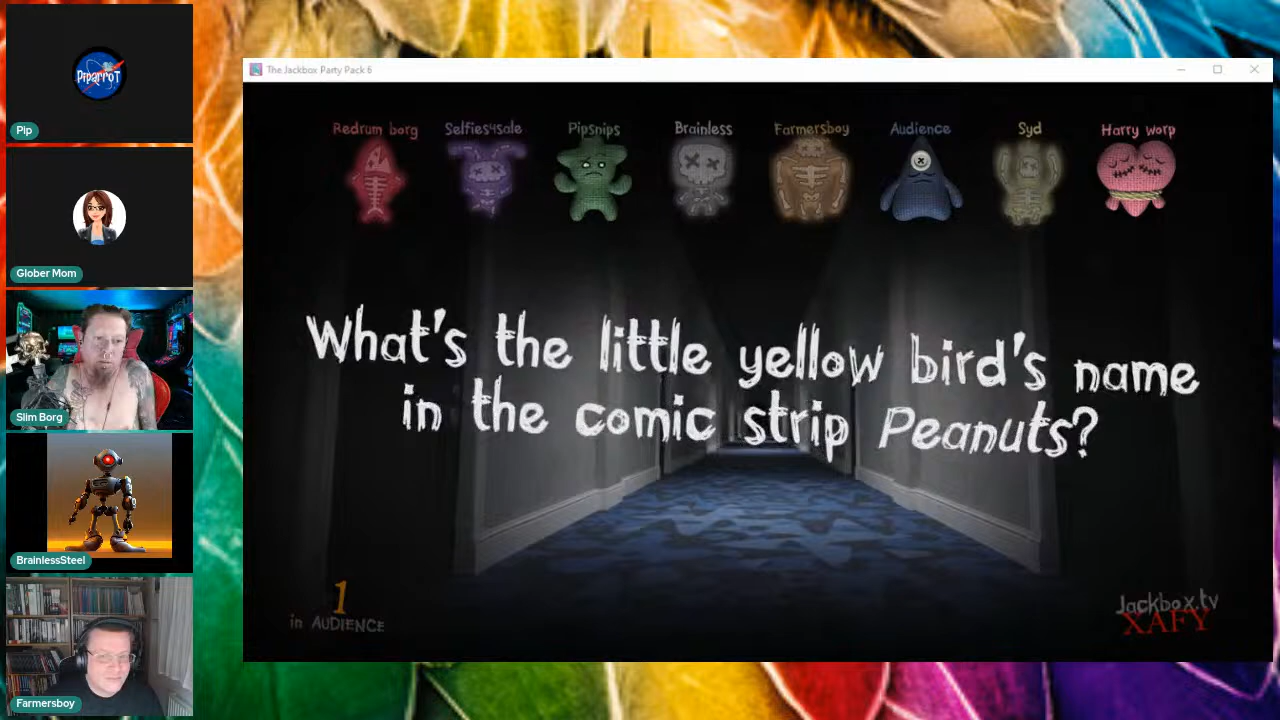 PiparroT
Pip
Glober Mom
Slim Borg
BrainlessSteel
Farmersboy
The Jackbox Party Pack 6
Redrum borg
Selfies4sale
Pipsnips
Brainless
Farmersboy
Audience
Syd
Harry worp
What's the little yellow bird's name
in the comic strip Peanuts?
1
in AUDIENCE
Jackbox.tv
XAFY